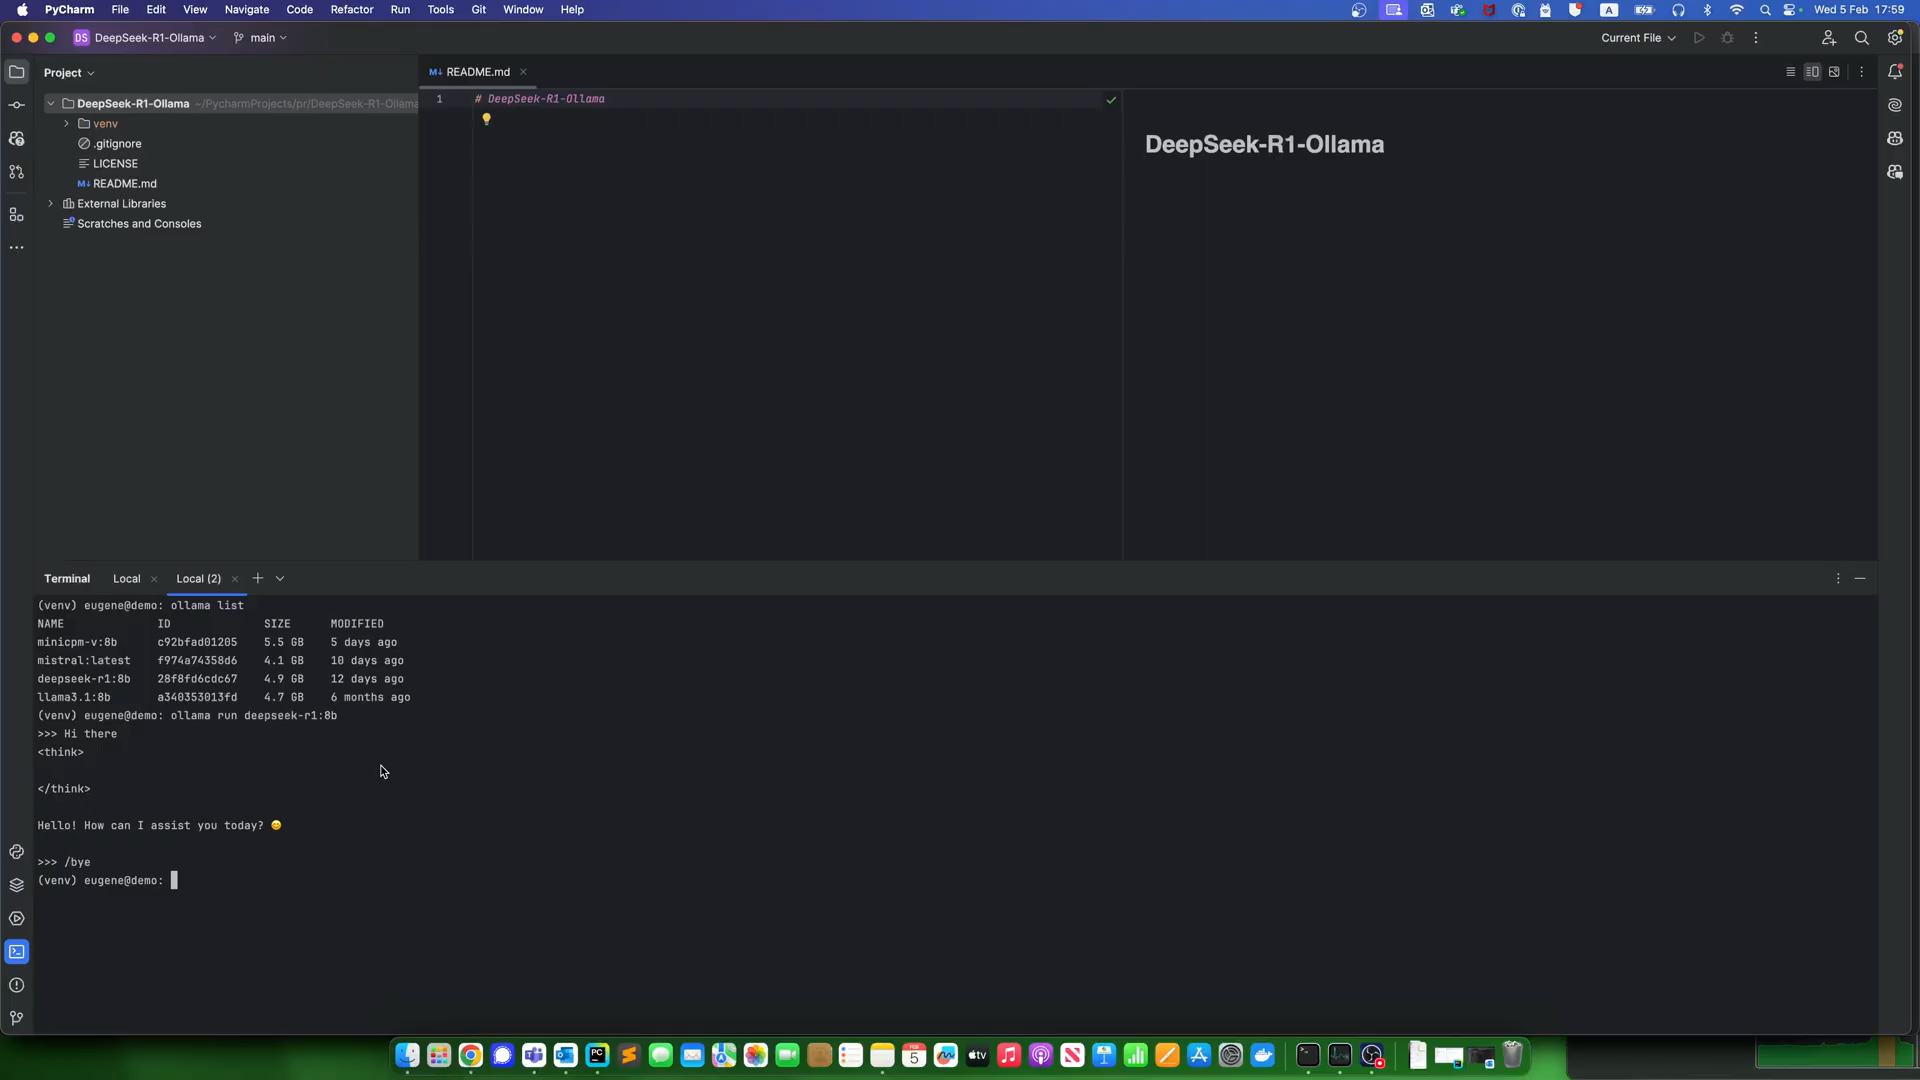 PyCharm File Edit View Navigate Code Refactor Run Tools Git Window Help
A
Wed 5 Feb 17:59
DS DeepSeek-R1-Ollama main
Current File
Project
DeepSeek-R1-Ollama ~/PycharmProjects/pr/DeepSeek-R1-Ollama
venv
.gitignore
LICENSE
M↓ README.md
External Libraries
Scratches and Consoles
M↓ README.md
1 # DeepSeek-R1-Ollama
DeepSeek-R1-Ollama
Terminal Local Local (2)
(venv) eugene@demo: ollama list
NAME ID SIZE MODIFIED
minicpm-v:8b c92bfad01205 5.5 GB 5 days ago
mistral:latest f974a74358d6 4.1 GB 10 days ago
deepseek-r1:8b 28f8fd6cdc67 4.9 GB 12 days ago
llama3.1:8b a340353013fd 4.7 GB 6 months ago
(venv) eugene@demo: ollama run deepseek-r1:8b
>>> Hi there
<think>
</think>
Hello! How can I assist you today? 😊
>>> /bye
(venv) eugene@demo:
PC
FEB
5
tv